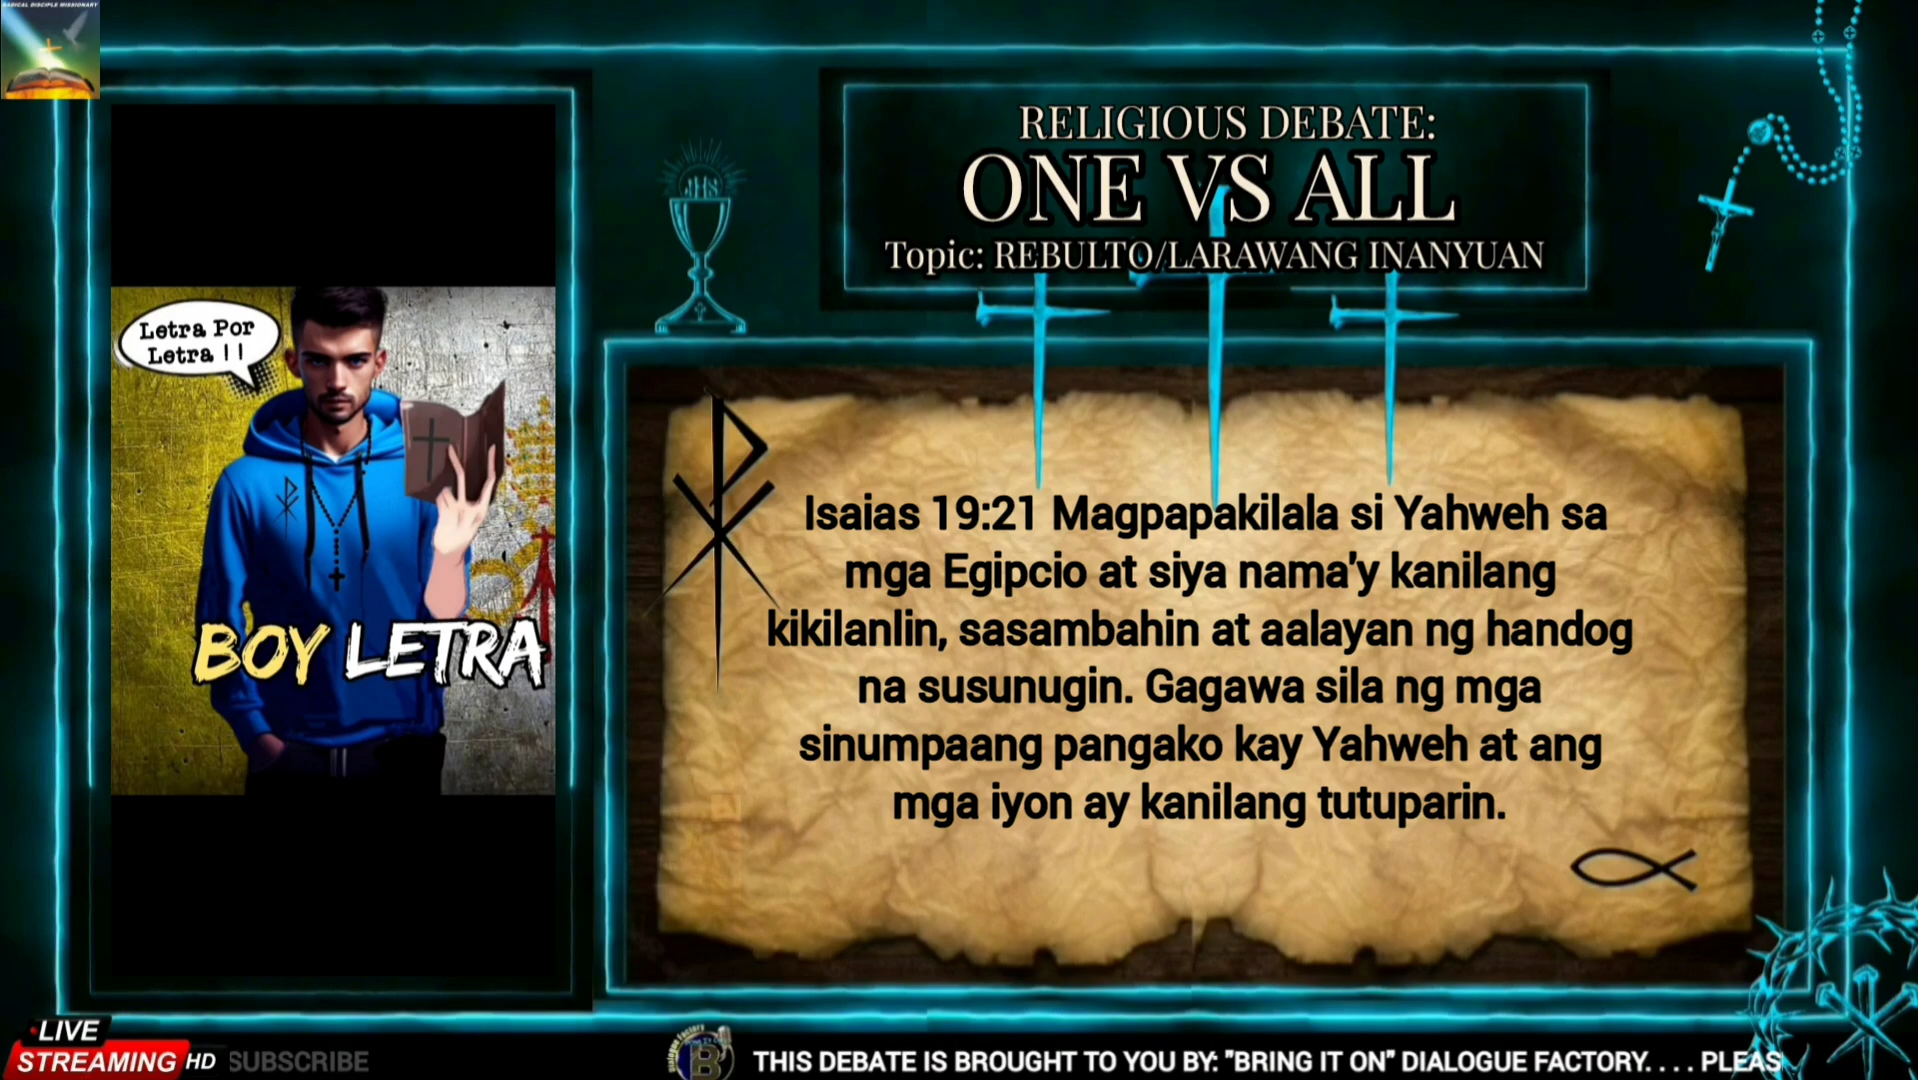 RADICAL DISCIPLE MISSIONARY
RELIGIOUS DEBATE:
ONE VS ALL
Topic: REBULTO/LARAWANG INANYUAN
JHS
Letra Por
Letra !!
BOY LETRA
Isaias 19:21 Magpapakilala si Yahweh sa
mga Egipcio at siya nama'y kanilang
kikilanlin, sasambahin at aalayan ng handog
na susunugin. Gagawa sila ng mga
sinumpaang pangako kay Yahweh at ang
mga iyon ay kanilang tutuparin.
LIVE
STREAMING HD SUBSCRIBE
THIS DEBATE IS BROUGHT TO YOU BY: "BRING IT ON" DIALOGUE FACTORY. . . . PLEAS